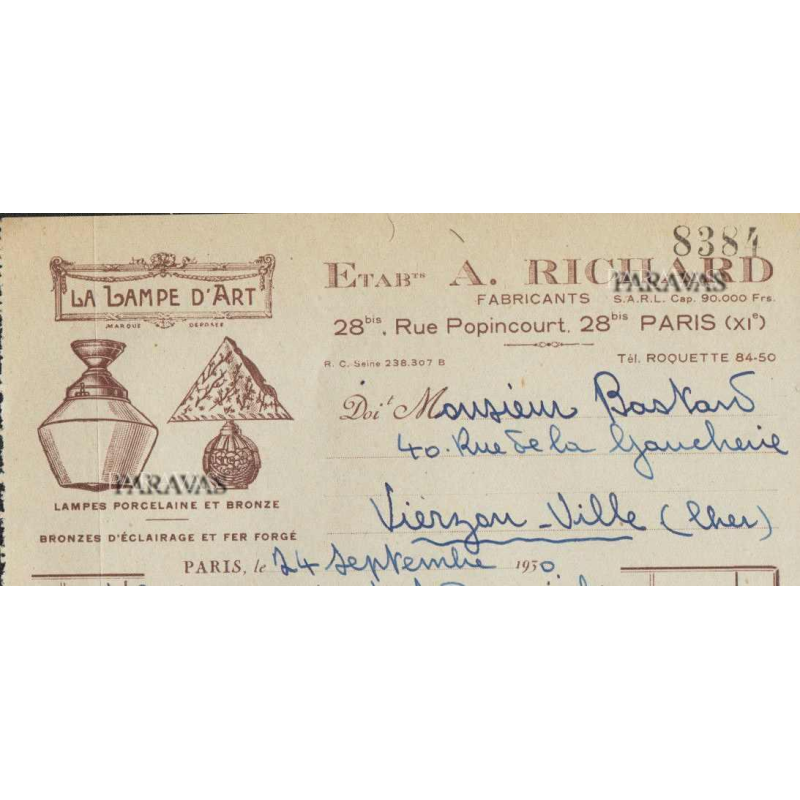 8384
LA LAMPE D'ART
MARQUE DÉPOSÉE
ETABts A. RICHARD
PARAVAS
FABRICANTS S.A.R.L. Cap. 90.000 Frs.
28bis, Rue Popincourt, 28bis PARIS (XIe)
R. C. Seine 238.307 B
Tél. ROQUETTE 84-50
Doit Monsieur Bastard
40. Rue de la Gaucherie
Vierzon-Ville (Cher)
PARAVAS
LAMPES PORCELAINE ET BRONZE
BRONZES D'ÉCLAIRAGE ET FER FORGÉ
PARIS, le 24 Septembre 1930